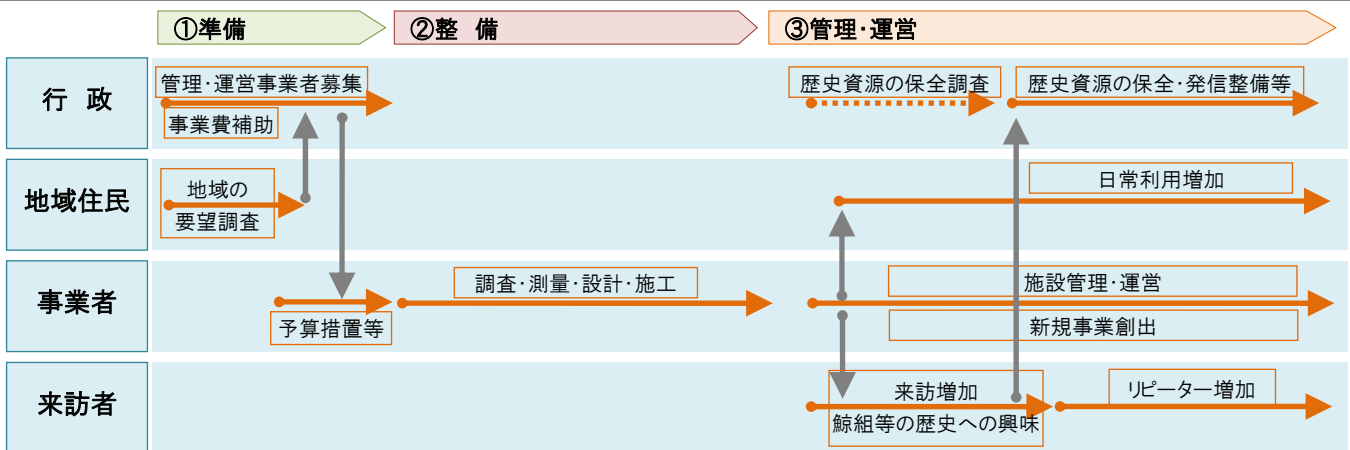 ①準備
②整 備
③管理・運営
行 政
管理・運営事業者募集
事業費補助
歴史資源の保全調査
歴史資源の保全・発信整備等
地域住民
地域の
要望調査
日常利用増加
事業者
予算措置等
調査・測量・設計・施工
施設管理・運営
新規事業創出
来訪者
来訪増加
鯨組等の歴史への興味
リピーター増加